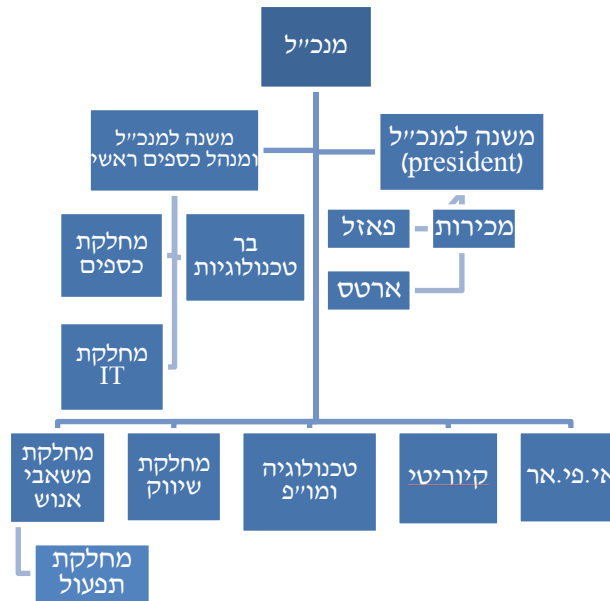 מנכ״ל
משנה למנכ״ל
(president)
משנה למנכ״ל
ומנהל כספים ראשי
מכירות
פאזל
ארטס
בר
טכנולוגיות
מחלקת
כספים
מחלקת
IT
אי.פי.אר
קיוריטי
טכנולוגיה
ומו״פ
מחלקת
שיווק
מחלקת
משאבי
אנוש
מחלקת
תפעול